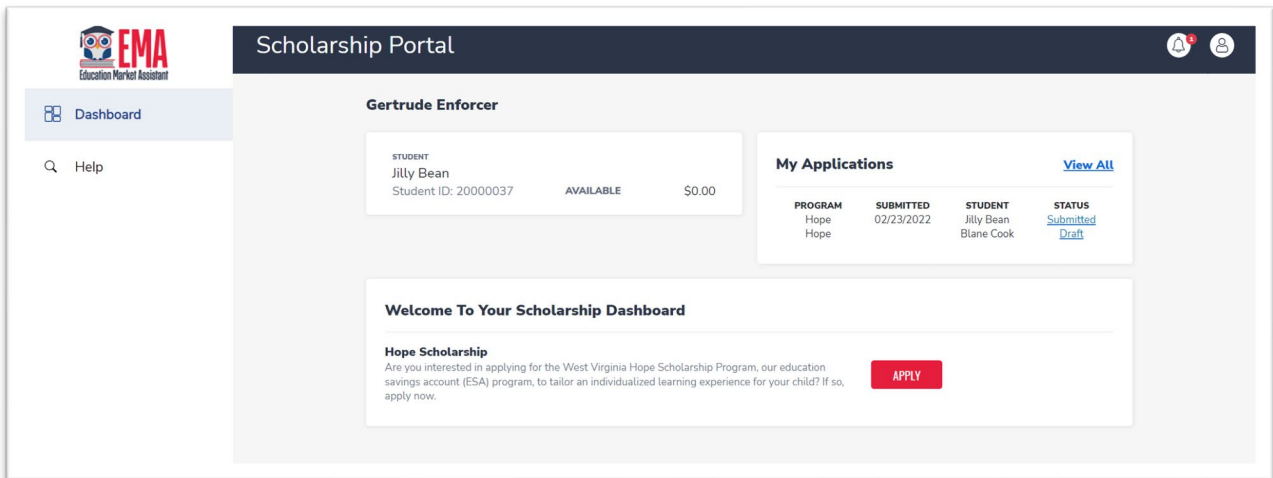 EMA
Education Market Assistant
Scholarship Portal
1
Dashboard
Help
Gertrude Enforcer
STUDENT
Jilly Bean
Student ID: 20000037 AVAILABLE $0.00
My Applications View All
PROGRAM SUBMITTED STUDENT STATUS
Hope 02/23/2022 Jilly Bean Submitted
Hope Blane Cook Draft
Welcome To Your Scholarship Dashboard
Hope Scholarship
Are you interested in applying for the West Virginia Hope Scholarship Program, our education
savings account (ESA) program, to tailor an individualized learning experience for your child? If so,
apply now.
APPLY